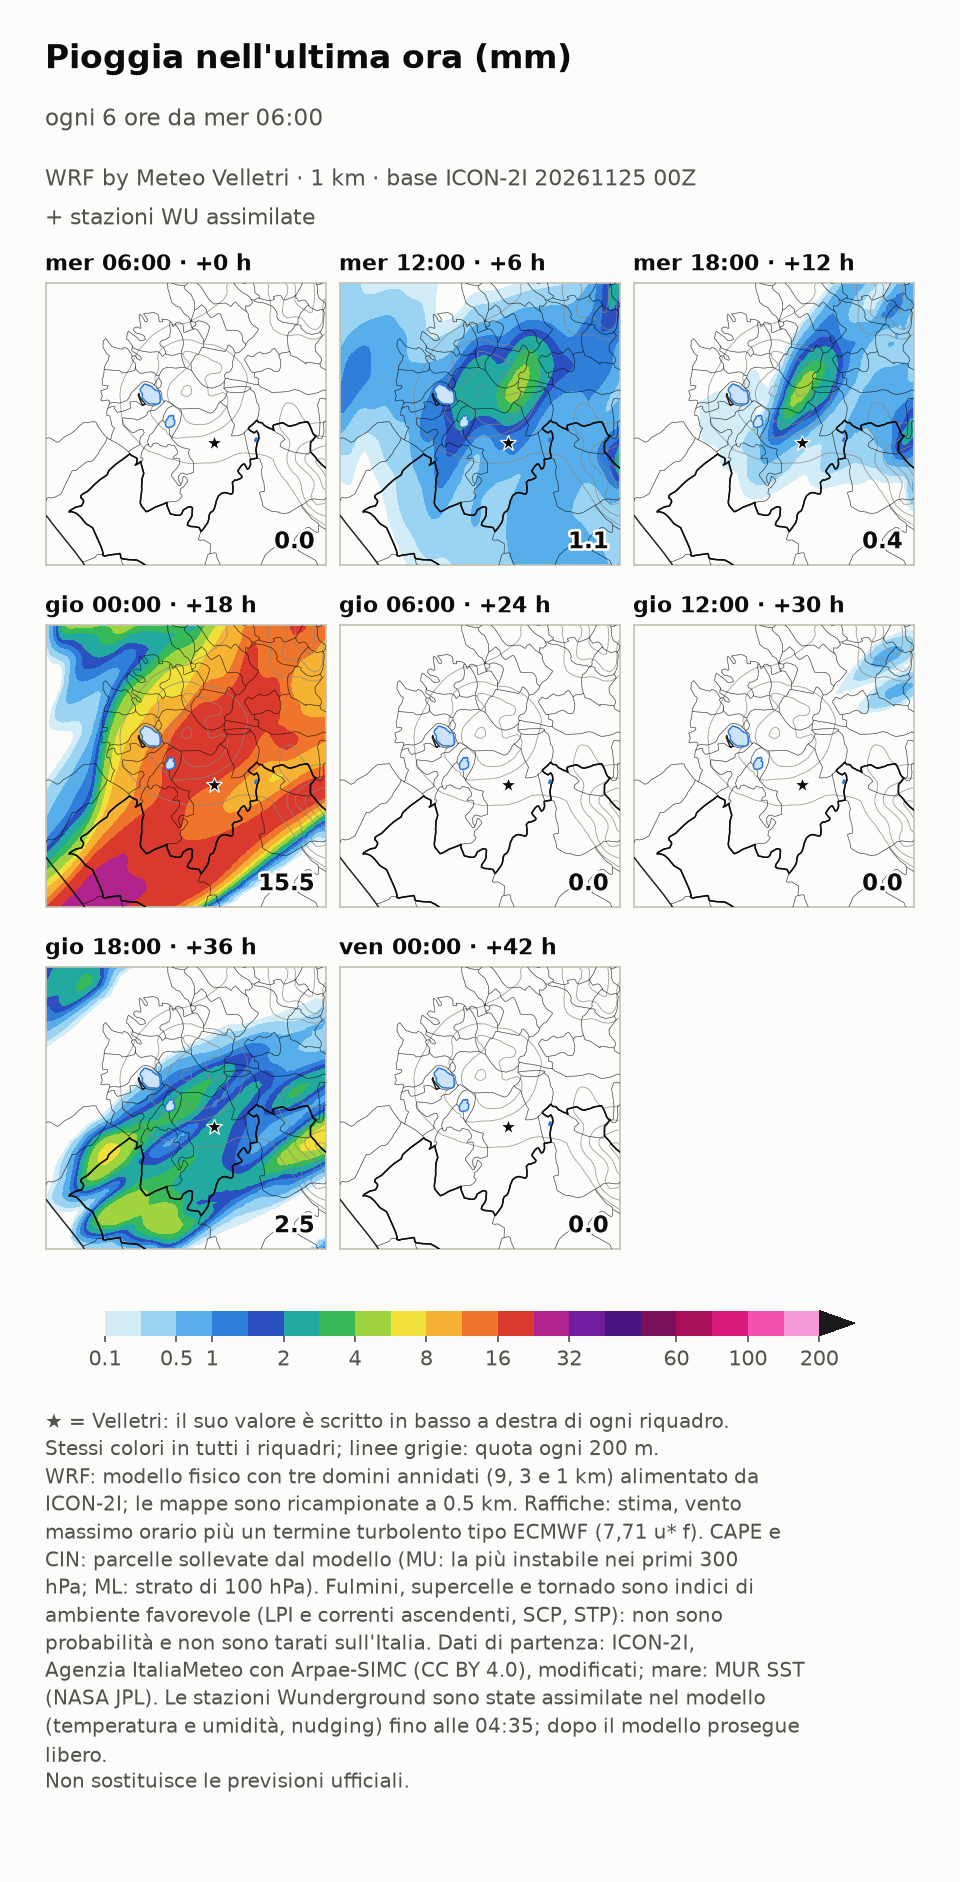 Pioggia nell'ultima ora (mm)
ogni 6 ore da mer 06:00
WRF by Meteo Velletri · 1 km · base ICON-2I 20261125 00Z
+ stazioni WU assimilate
mer 06:00 · +0 h
mer 12:00 · +6 h
mer 18:00 · +12 h
0.0
1.1
0.4
gio 00:00 · +18 h
gio 06:00 · +24 h
gio 12:00 · +30 h
15.5
0.0
0.0
gio 18:00 · +36 h
ven 00:00 · +42 h
2.5
0.0
0.1 0.5 1 2 4 8 16 32 60 100 200
★ = Velletri: il suo valore è scritto in basso a destra di ogni riquadro.
Stessi colori in tutti i riquadri; linee grigie: quota ogni 200 m.
WRF: modello fisico con tre domini annidati (9, 3 e 1 km) alimentato da
ICON-2I; le mappe sono ricampionate a 0.5 km. Raffiche: stima, vento
massimo orario più un termine turbolento tipo ECMWF (7,71 u* f). CAPE e
CIN: parcelle sollevate dal modello (MU: la più instabile nei primi 300
hPa; ML: strato di 100 hPa). Fulmini, supercelle e tornado sono indici di
ambiente favorevole (LPI e correnti ascendenti, SCP, STP): non sono
probabilità e non sono tarati sull'Italia. Dati di partenza: ICON-2I,
Agenzia ItaliaMeteo con Arpae-SIMC (CC BY 4.0), modificati; mare: MUR SST
(NASA JPL). Le stazioni Wunderground sono state assimilate nel modello
(temperatura e umidità, nudging) fino alle 04:35; dopo il modello prosegue
libero.
Non sostituisce le previsioni ufficiali.